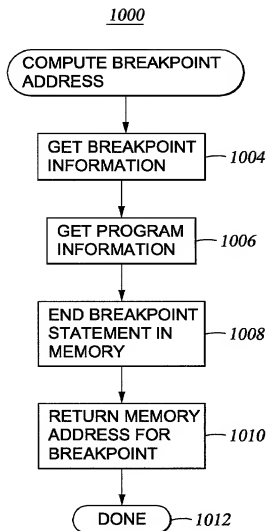 1000
COMPUTE BREAKPOINT
ADDRESS
GET BREAKPOINT
INFORMATION
1004
GET PROGRAM
INFORMATION
1006
END BREAKPOINT
STATEMENT IN
MEMORY
1008
RETURN MEMORY
ADDRESS FOR
BREAKPOINT
1010
DONE
1012